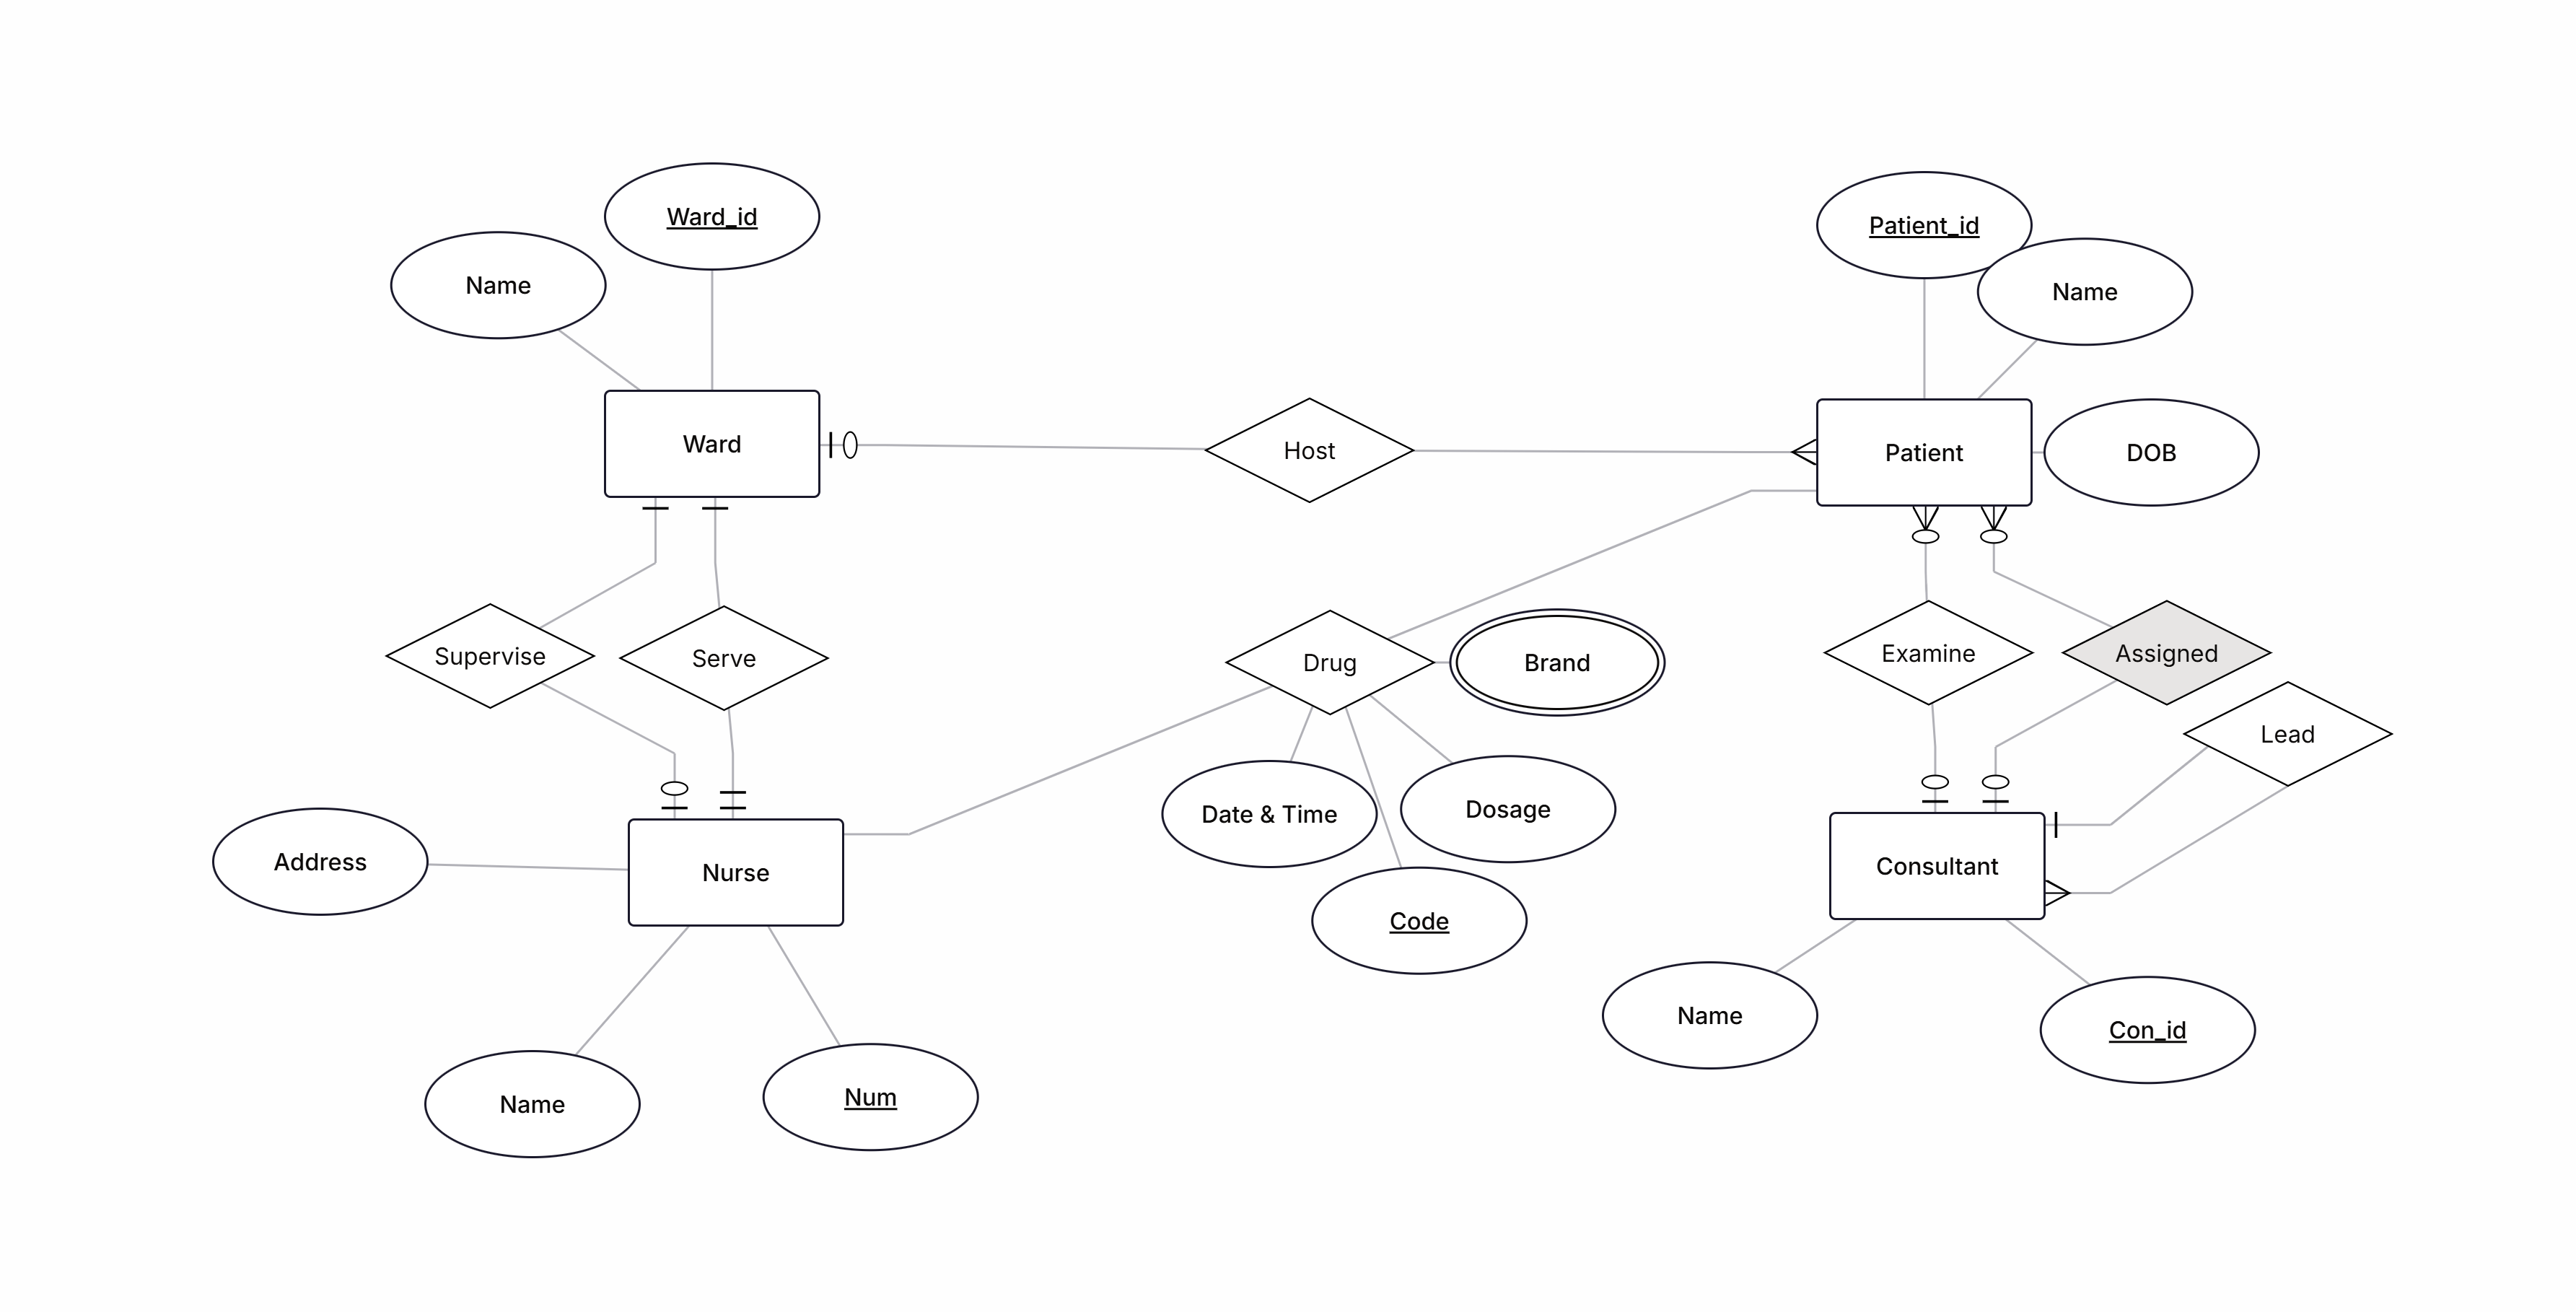 Ward_id
Patient_id
Name
Name
Ward
Host
Patient
DOB
Supervise
Serve
Drug
Brand
Examine
Assigned
Lead
Date & Time
Dosage
Address
Nurse
Consultant
Code
Name
Con_id
Name
Num